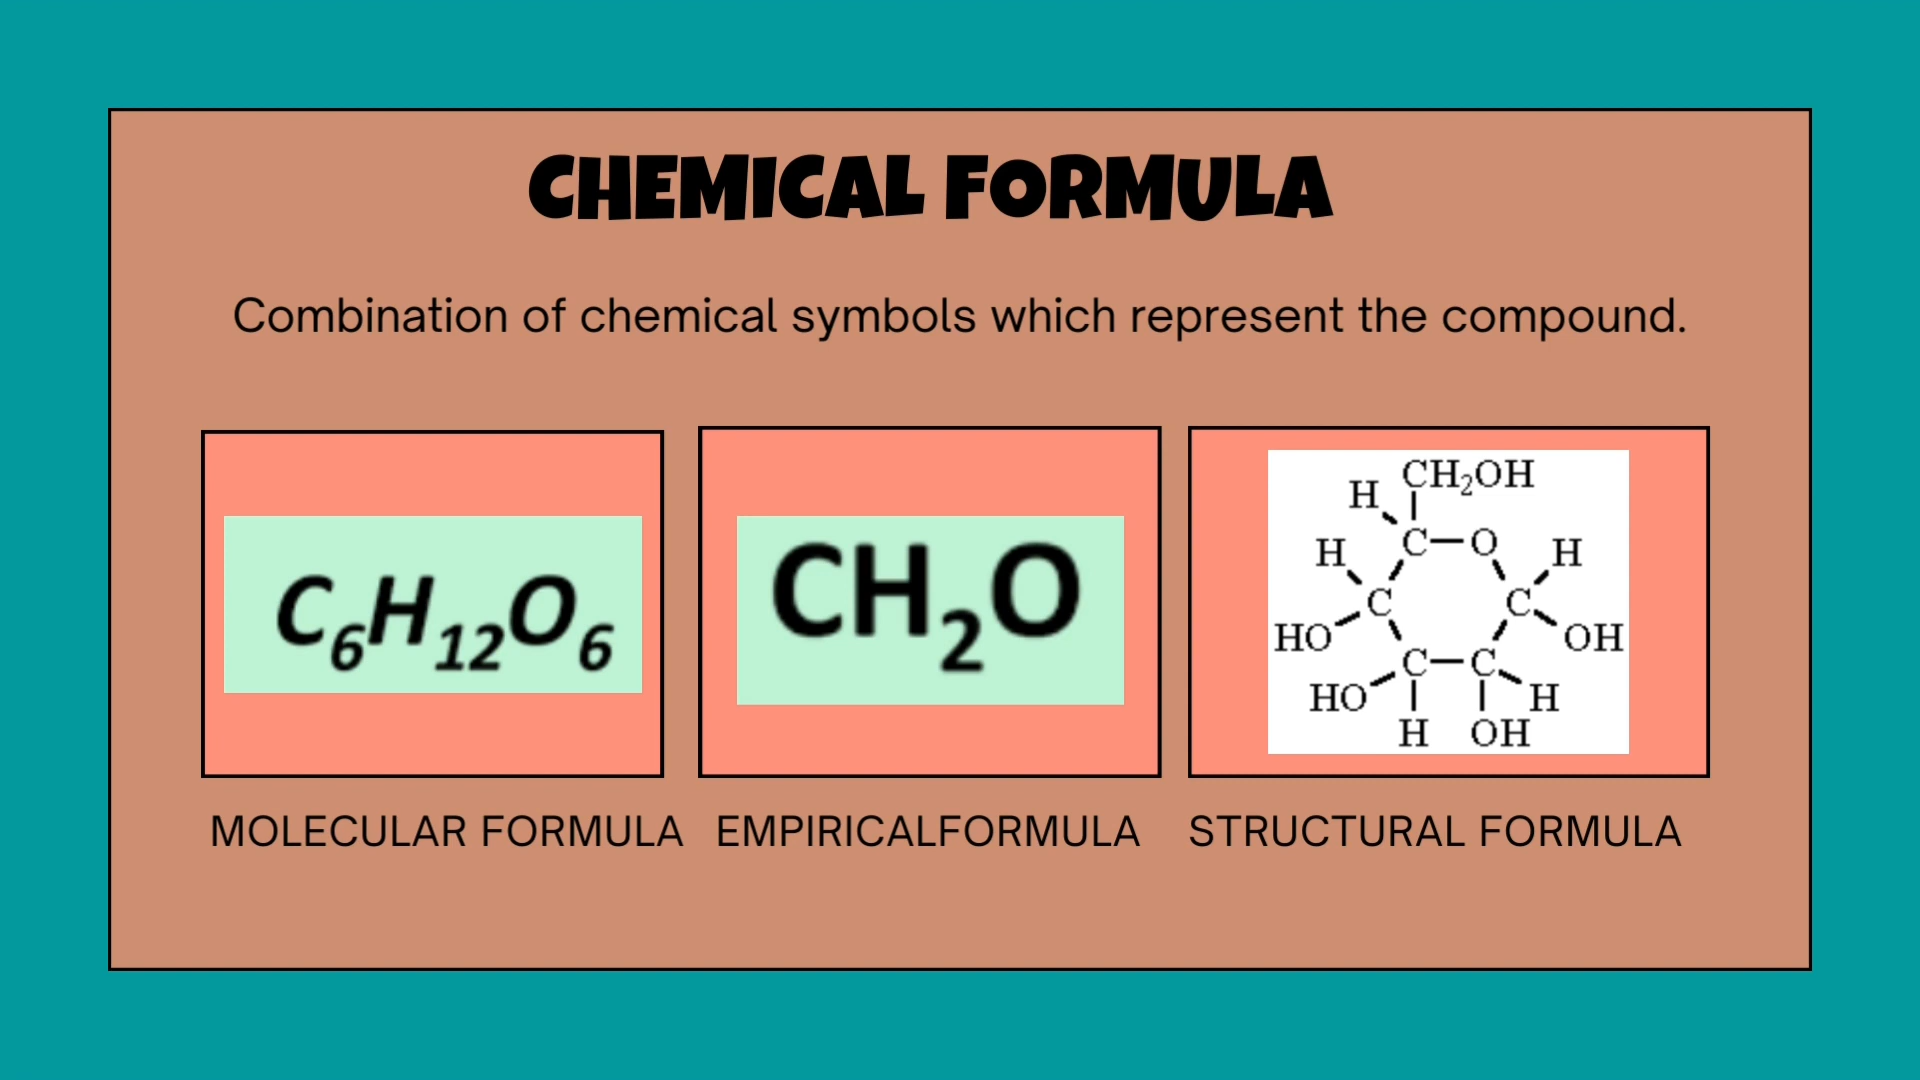 CHEMICAL FORMULA
Combination of chemical symbols which represent the compound.
C₆H₁₂O₆
CH₂O
CH₂OH
H
C
O
H
H
C
C
HO
OH
C
C
HO
H
H
OH
MOLECULAR FORMULA
EMPIRICALFORMULA
STRUCTURAL FORMULA